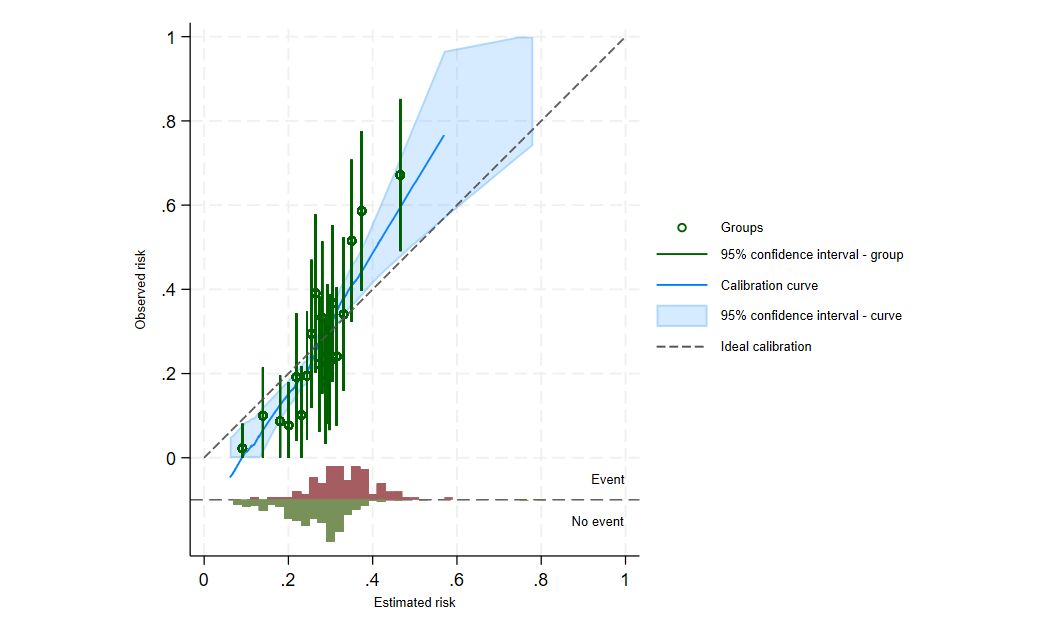 1
.8
.6
.4
.2
0
Observed risk
Event
No event
0 .2 .4 .6 .8 1
Estimated risk
Groups
95% confidence interval - group
Calibration curve
95% confidence interval - curve
Ideal calibration